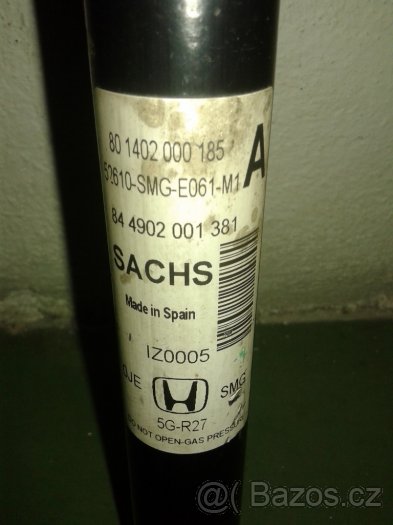 80 1402 000 185
52610-SMG-E061-M1
A
84 4902 001 381
SACHS
Made in Spain
IZ0005
SMG
5G-R27
DO NOT OPEN-GAS PRESSURE
@ Bazos.cz